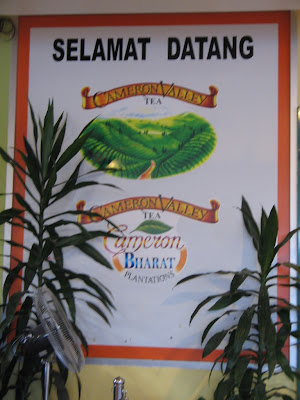 SELAMAT DATANG
CAMERON VALLEY
TEA
CAMERON VALLEY
TEA
Cameron
BHARAT
PLANTATIONS